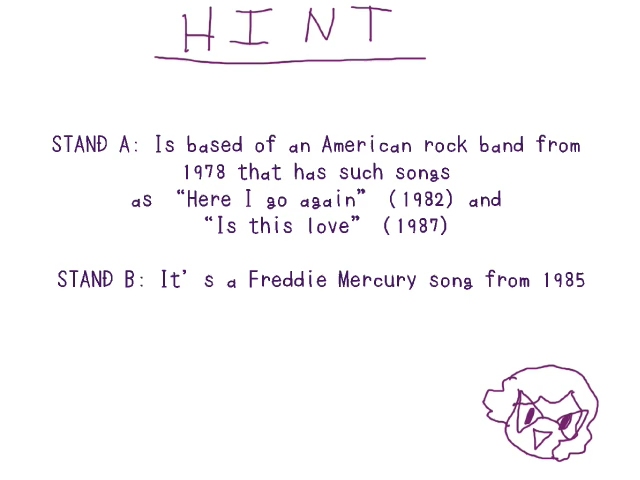 HINT
STAND A: Is based of an American rock band from
1978 that has such songs
as “Here I go again” (1982) and
“Is this love” (1987)
STAND B: It's a Freddie Mercury song from 1985